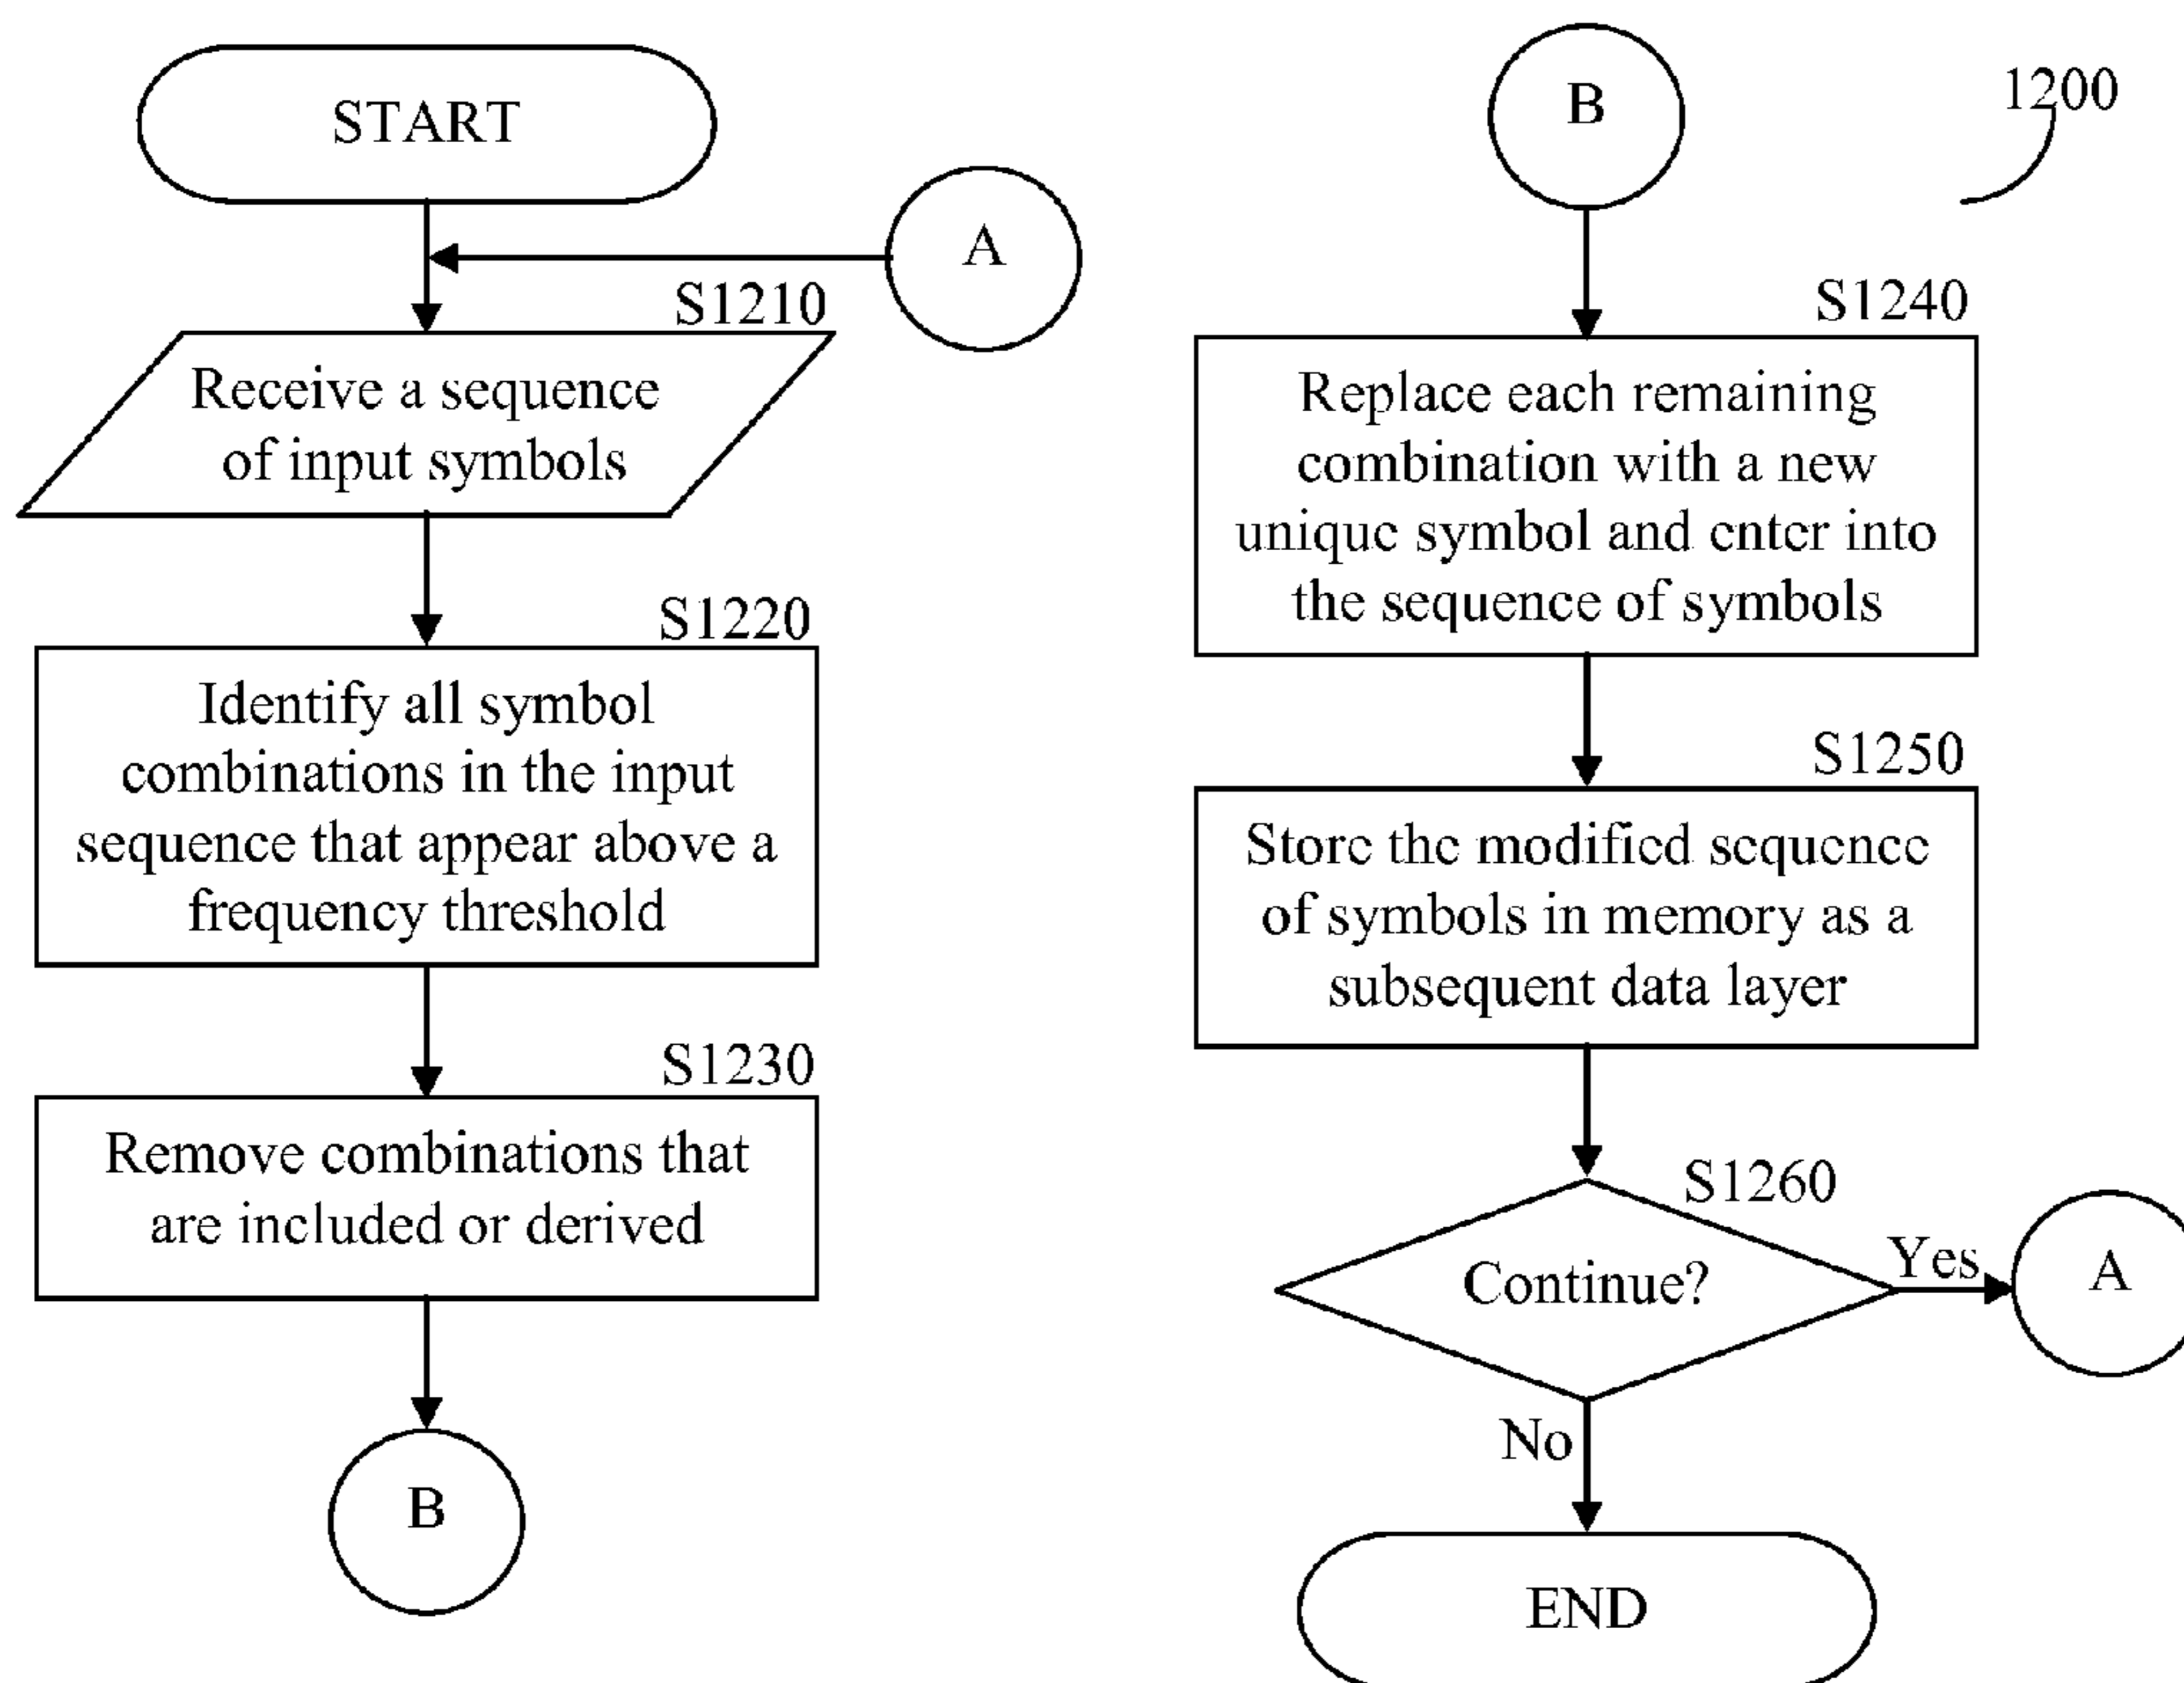 START
A
S1210
Receive a sequence
of input symbols
S1220
Identify all symbol
combinations in the input
sequence that appear above a
frequency threshold
S1230
Remove combinations that
are included or derived
B
B
1200
S1240
Replace each remaining
combination with a new
unique symbol and enter into
the sequence of symbols
S1250
Store the modified sequence
of symbols in memory as a
subsequent data layer
S1260
Continue?
Yes
A
No
END